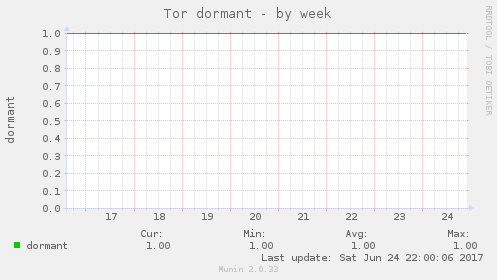 Tor dormant - by week
RRDTOOL / TOBI OETIKER
dormant
1.0
0.9
0.8
0.7
0.6
0.5
0.4
0.3
0.2
0.1
0.0
17 18 19 20 21 22 23 24
Cur: Min: Avg: Max:
dormant 1.00 1.00 1.00 1.00
Last update: Sat Jun 24 22:00:06 2017
Munin 2.0.33